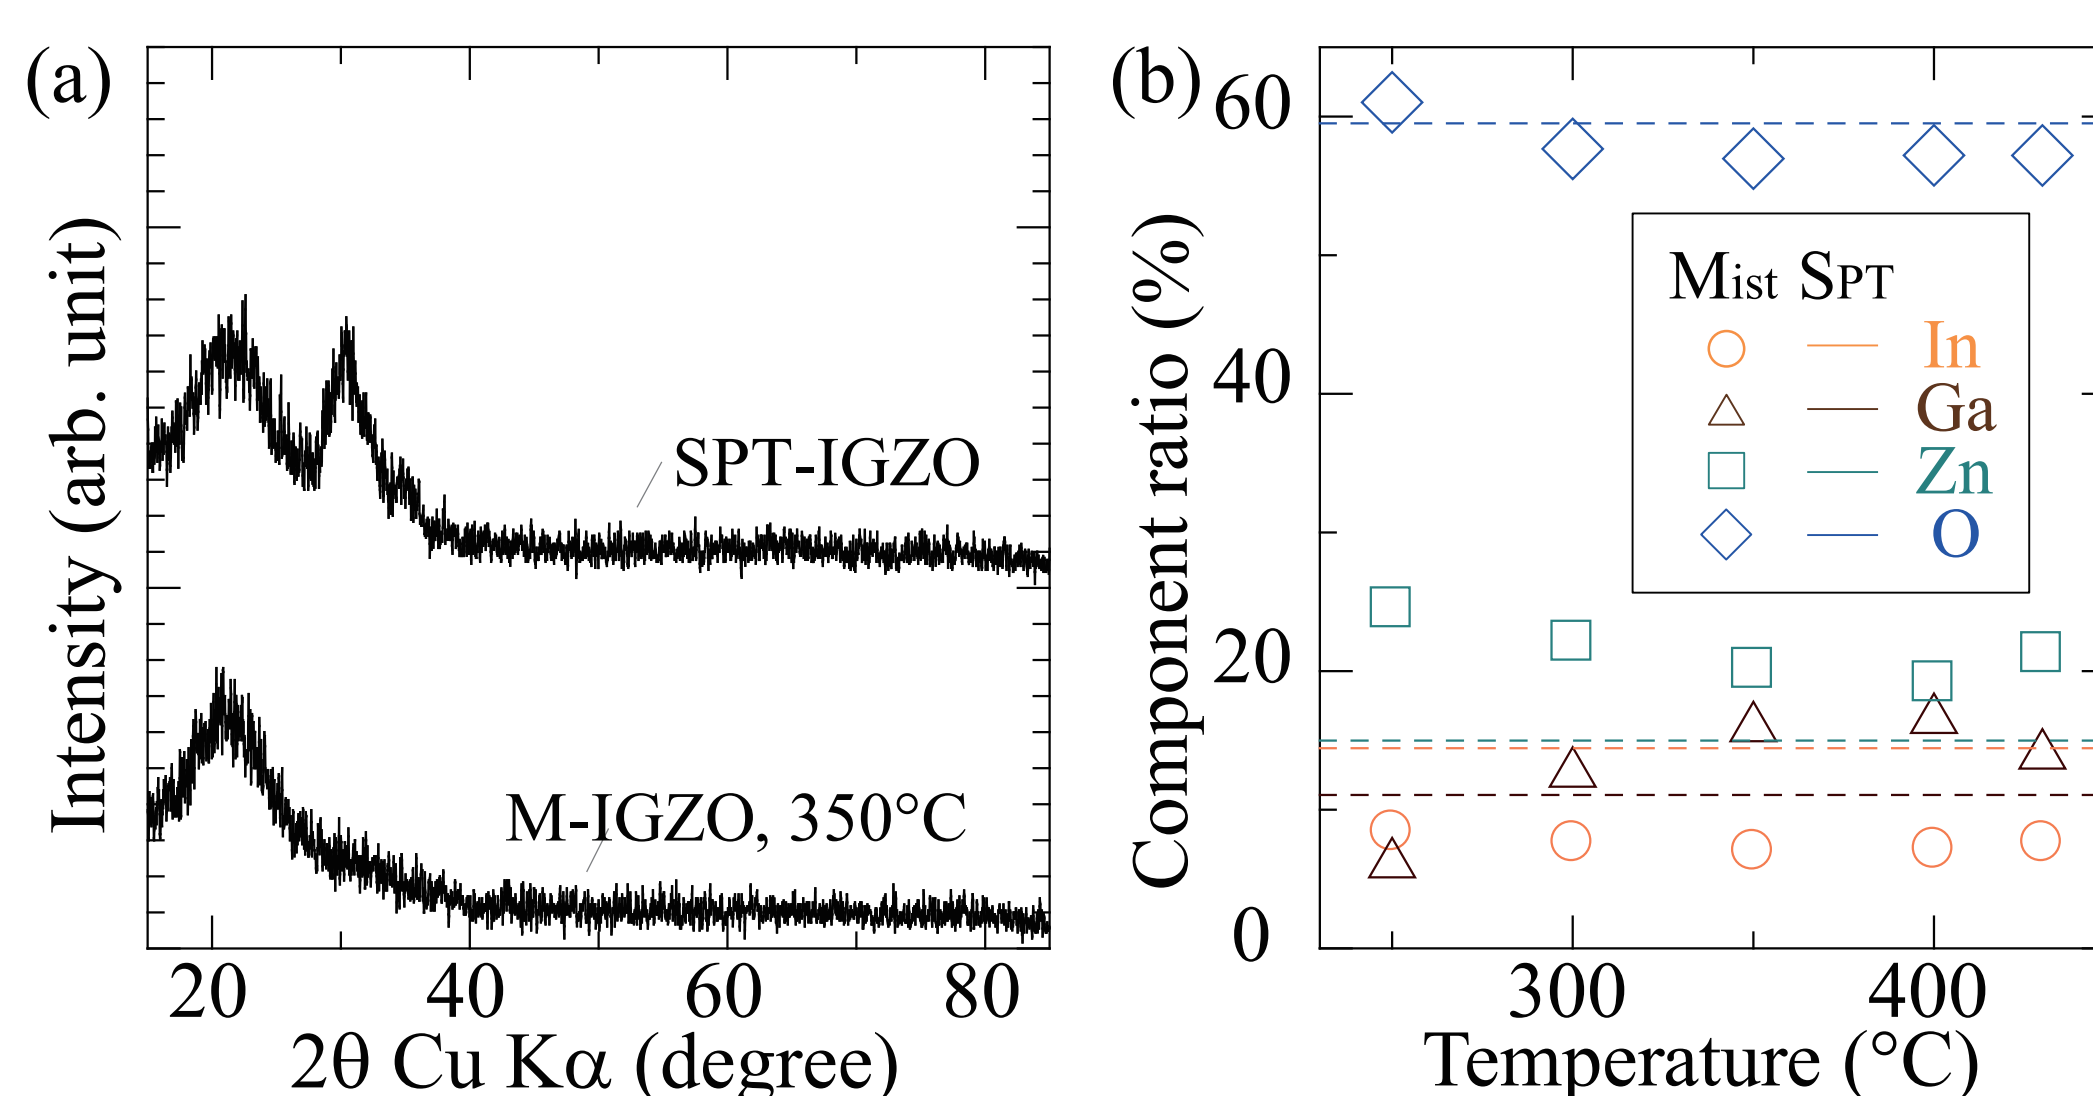 (a)
Intensity (arb. unit)
SPT-IGZO
M-IGZO, 350°C
20 40 60 80
2θ Cu Kα (degree)
(b)
Component ratio (%)
60
40
20
0
Mist SPT
In
Ga
Zn
O
300 400
Temperature (°C)